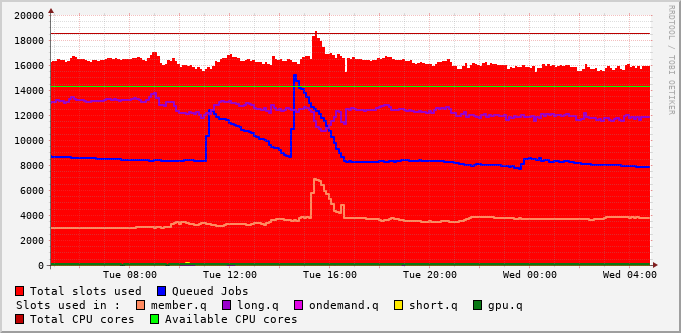 20000
18000
16000
14000
12000
10000
8000
6000
4000
2000
0
Tue 08:00 Tue 12:00 Tue 16:00 Tue 20:00 Wed 00:00 Wed 04:00
RRDTOOL / TOBI OETIKER
Total slots used Queued Jobs
Slots used in : member.q long.q ondemand.q short.q gpu.q
Total CPU cores Available CPU cores